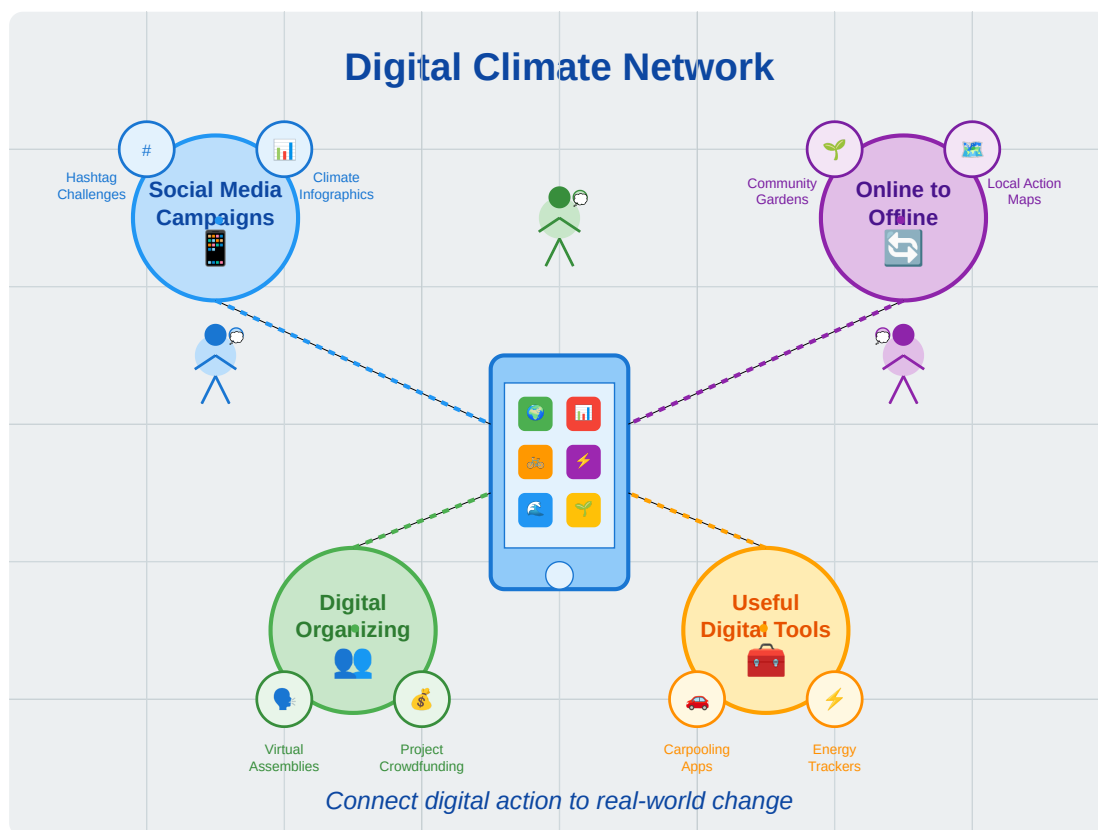 Digital Climate Network
#
Hashtag
Challenges
Climate
Infographics
Social Media
Campaigns
Community
Gardens
Local Action
Maps
Online to
Offline
Digital
Organizing
Virtual
Assemblies
Project
Crowdfunding
Useful
Digital Tools
Carpooling
Apps
Energy
Trackers
Connect digital action to real-world change